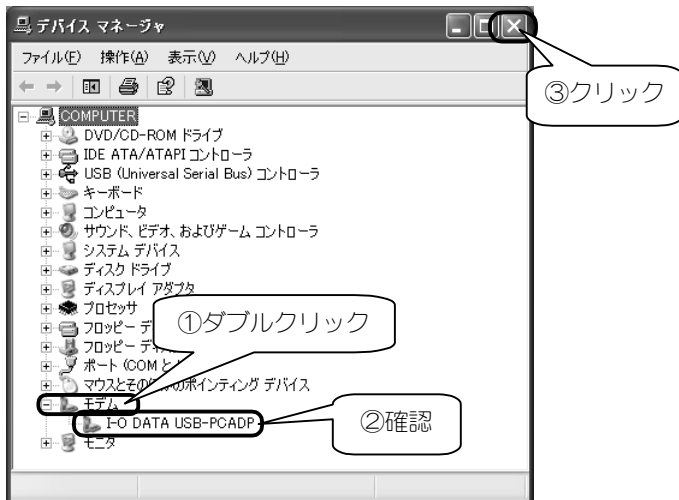 デバイス マネージャ
ファイル(F) 操作(A) 表示(V) ヘルプ(H)
③クリック
COMPUTER
DVD/CD-ROM ドライブ
IDE ATA/ATAPI コントローラ
USB (Universal Serial Bus) コントローラ
キーボード
コンピュータ
サウンド、ビデオ、およびゲーム コントローラ
システム デバイス
ディスク ドライブ
ディスプレイ アダプタ
プロセッサ
①ダブルクリック
フロッピー デ
フロッピー ディ
ポート (COM と
マウスとその のポインティング デバイス
モデム
I-O DATA USB-PCADP
②確認
モニタ